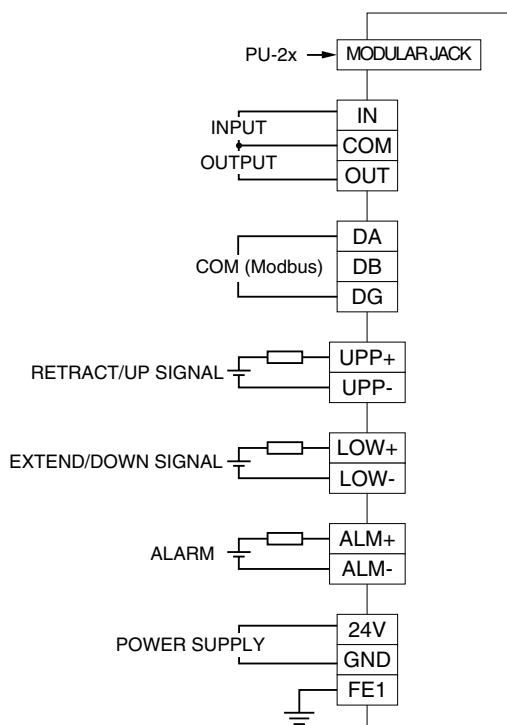 PU-2x MODULAR JACK
IN
INPUT
COM
OUTPUT
OUT
DA
COM (Modbus) DB
DG
UPP+
RETRACT/UP SIGNAL
UPP-
LOW+
EXTEND/DOWN SIGNAL
LOW-
ALM+
ALARM
ALM-
24V
POWER SUPPLY
GND
FE1